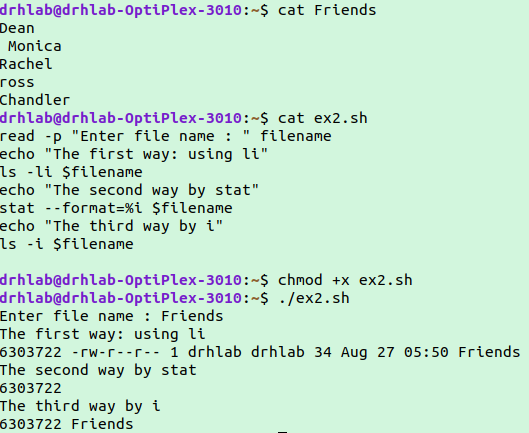 drhlab@drhlab-OptiPlex-3010:~$ cat Friends
Dean
 Monica
Rachel
ross
Chandler
drhlab@drhlab-OptiPlex-3010:~$ cat ex2.sh
read -p "Enter file name : " filename
echo "The first way: using li"
ls -li $filename
echo "The second way by stat"
stat --format=%i $filename
echo "The third way by i"
ls -i $filename

drhlab@drhlab-OptiPlex-3010:~$ chmod +x ex2.sh
drhlab@drhlab-OptiPlex-3010:~$ ./ex2.sh
Enter file name : Friends
The first way: using li
6303722 -rw-r--r-- 1 drhlab drhlab 34 Aug 27 05:50 Friends
The second way by stat
6303722
The third way by i
6303722 Friends